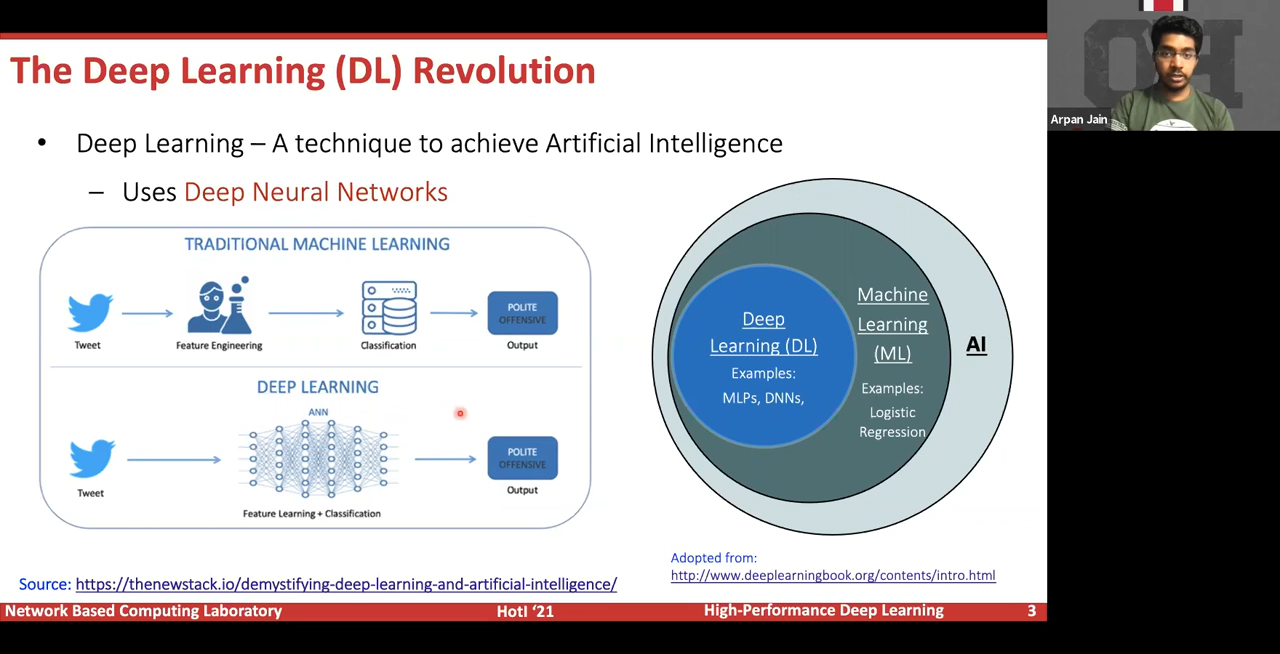 The Deep Learning (DL) Revolution
• Deep Learning – A technique to achieve Artificial Intelligence
– Uses Deep Neural Networks
TRADITIONAL MACHINE LEARNING
Tweet
Feature Engineering
Classification
POLITE
OFFENSIVE
Output
DEEP LEARNING
ANN
Tweet
Feature Learning + Classification
POLITE
OFFENSIVE
Output
Deep
Learning (DL)
Examples:
MLPs, DNNs,
Machine
Learning
(ML)
Examples:
Logistic
Regression
AI
Source: https://thenewstack.io/demystifying-deep-learning-and-artificial-intelligence/
Adopted from:
http://www.deeplearningbook.org/contents/intro.html
Network Based Computing Laboratory
HotI ‘21
High-Performance Deep Learning
3
Arpan Jain